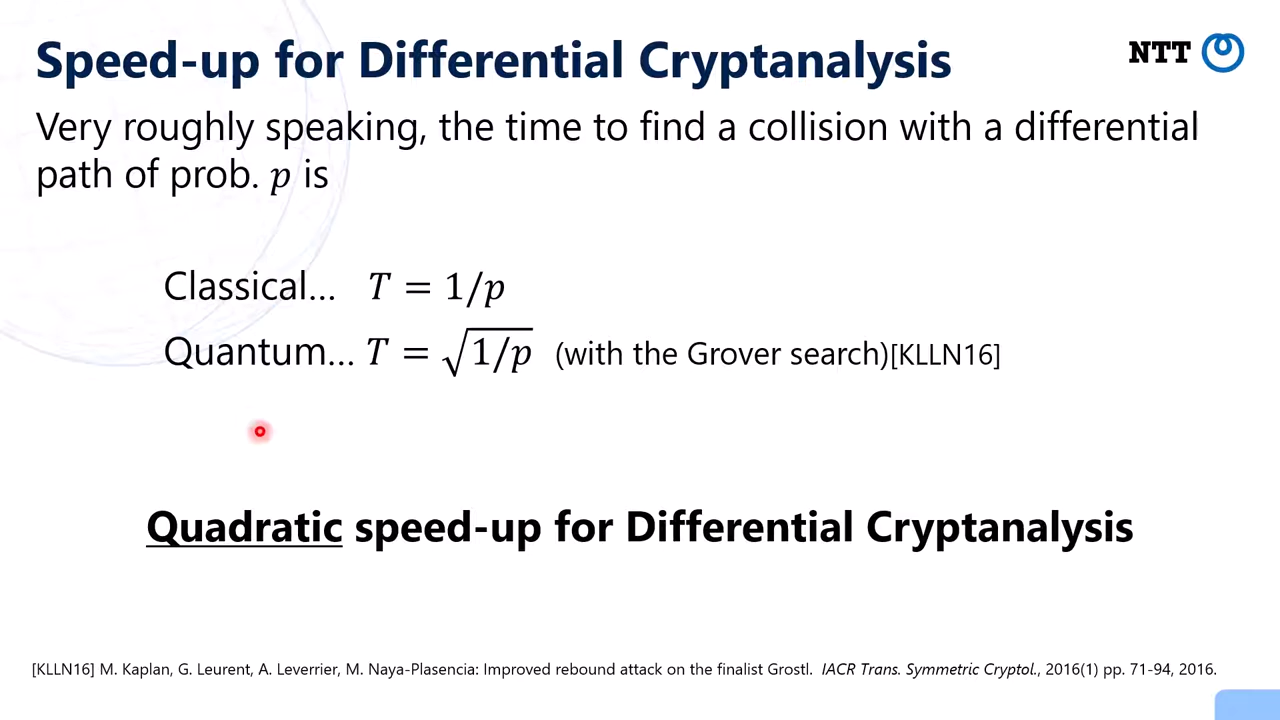 Speed-up for Differential Cryptanalysis
NTT
Very roughly speaking, the time to find a collision with a differential
path of prob. p is
Classical… T = 1/p
Quantum… T = √(1/p) (with the Grover search)[KLLN16]
Quadratic speed-up for Differential Cryptanalysis
[KLLN16] M. Kaplan, G. Leurent, A. Leverrier, M. Naya-Plasencia: Improved rebound attack on the finalist Grostl. IACR Trans. Symmetric Cryptol., 2016(1) pp. 71-94, 2016.